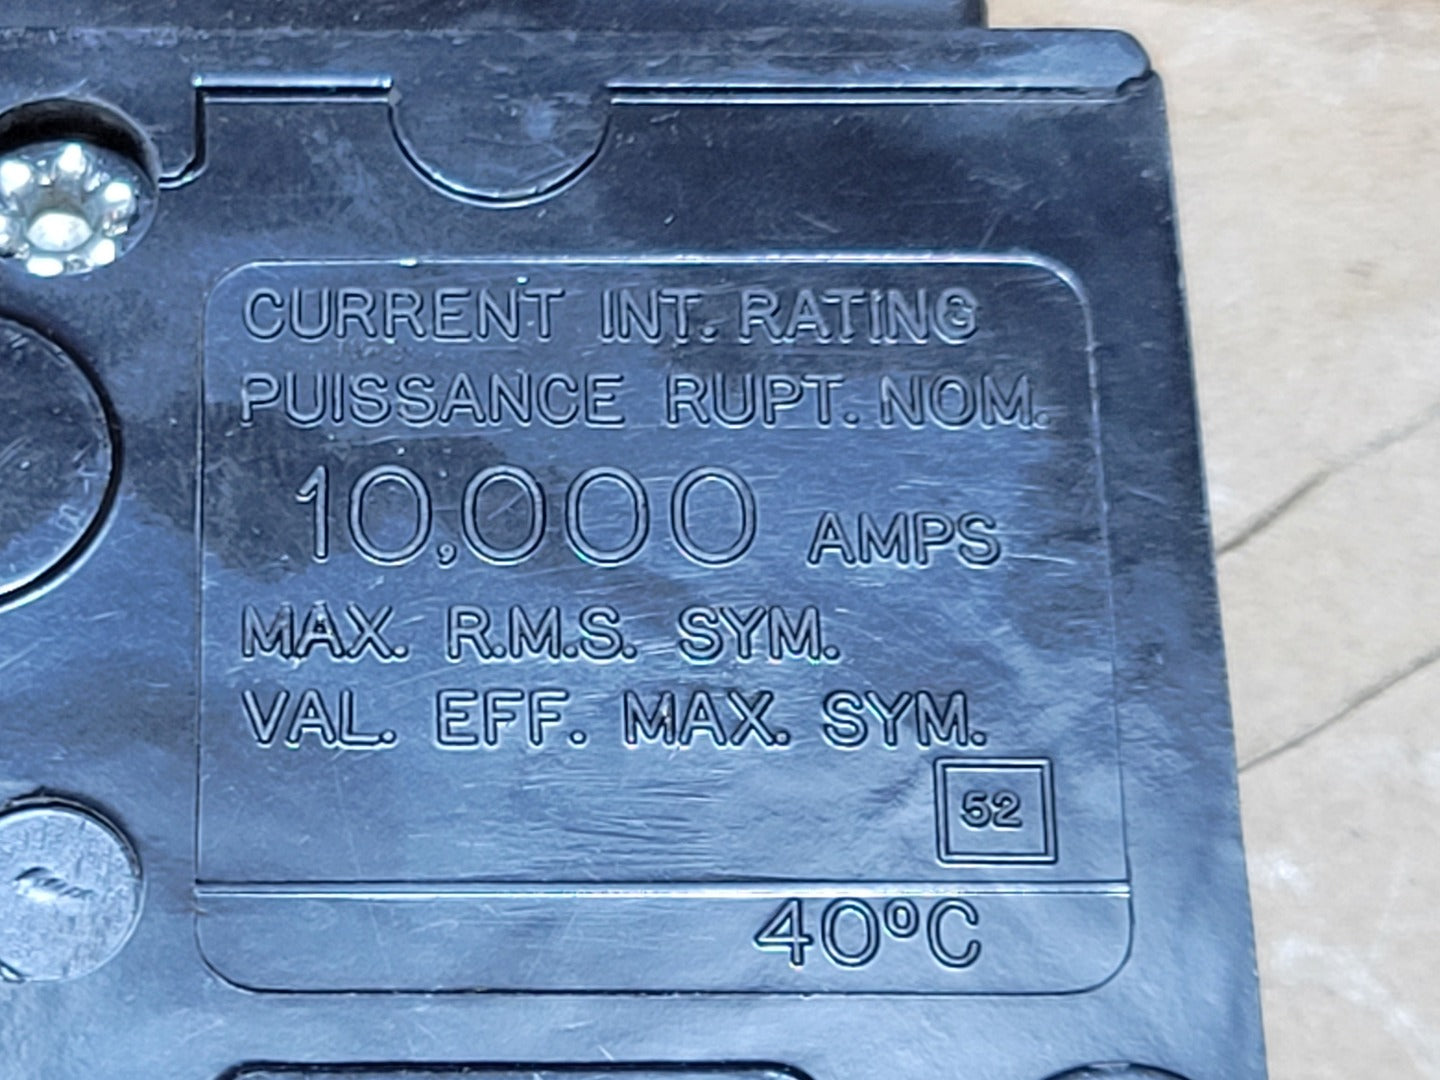 CURRENT INT. RATING
PUISSANCE RUPT. NOM.
10,000 AMPS
MAX. R.M.S. SYM.
VAL. EFF. MAX. SYM.
52
40°C